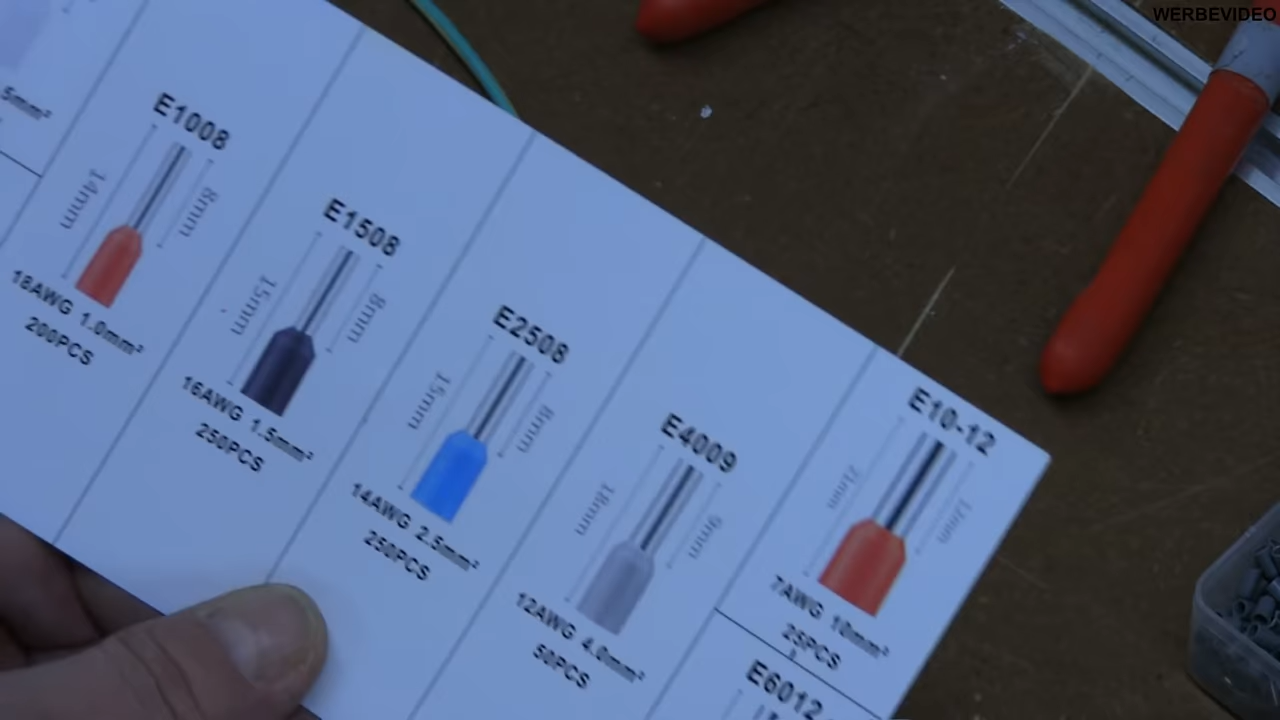 WERBEVIDEO
5mm²
E1008
14mm
8mm
18AWG 1.0mm²
200PCS
E1508
15mm
8mm
16AWG 1.5mm²
250PCS
E2508
15mm
8mm
14AWG 2.5mm²
250PCS
E4009
18mm
9mm
12AWG 4.0mm²
50PCS
E10-12
21mm
12mm
7AWG 10mm²
25PCS
E6012